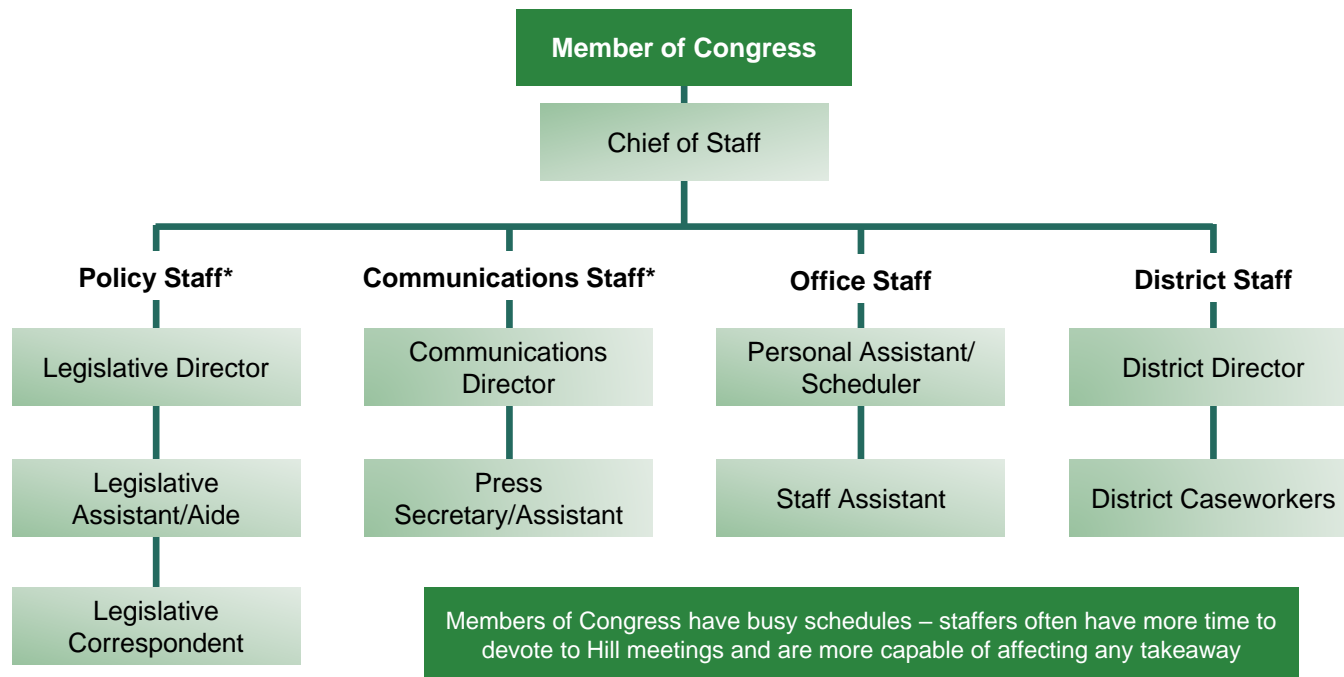 Member of Congress
Chief of Staff
Policy Staff*
Communications Staff*
Office Staff
District Staff
Legislative Director
Communications
Director
Personal Assistant/
Scheduler
District Director
Legislative
Assistant/Aide
Press
Secretary/Assistant
Staff Assistant
District Caseworkers
Legislative
Correspondent
Members of Congress have busy schedules – staffers often have more time to
devote to Hill meetings and are more capable of affecting any takeaway